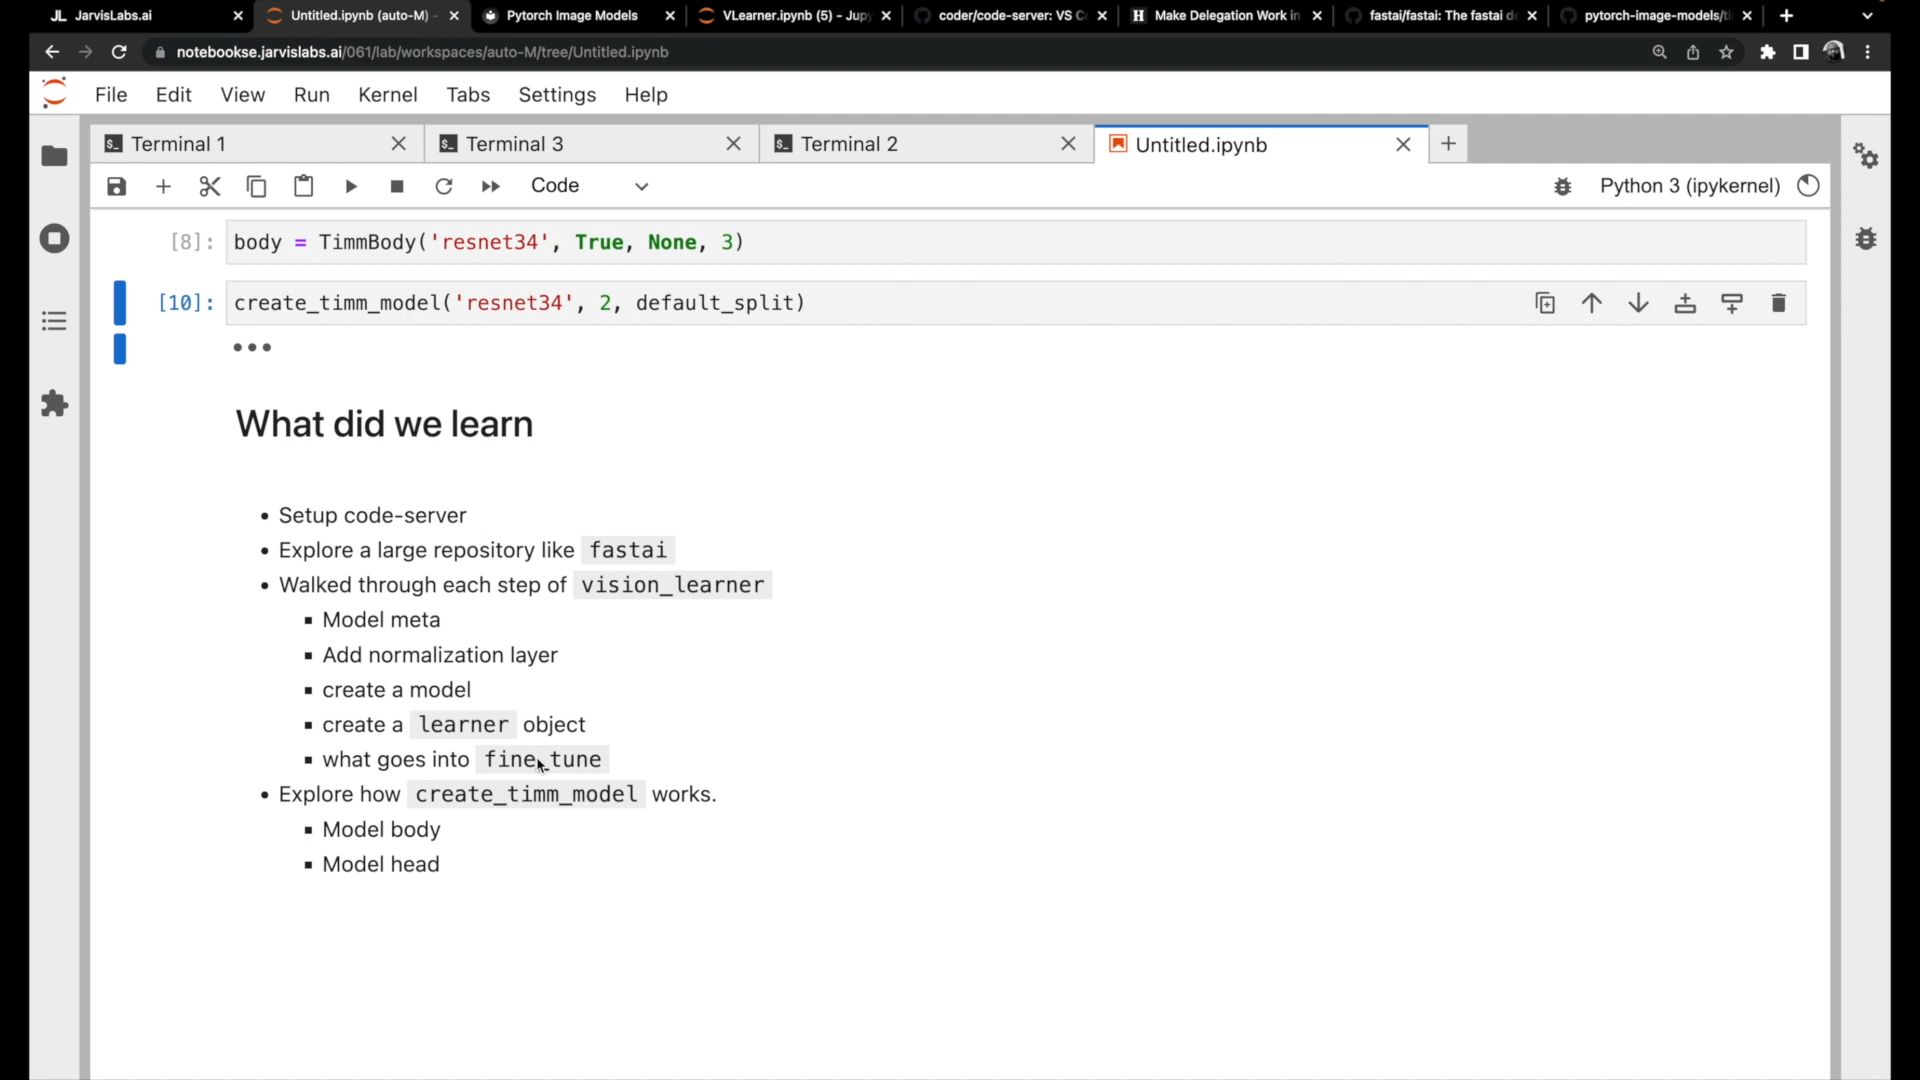 JL JarvisLabs.ai
Untitled.ipynb (auto-M) -
Pytorch Image Models
VLearner.ipynb (5) - Jup
coder/code-server: VS C
H Make Delegation Work in
fastai/fastai: The fastai d
pytorch-image-models/ti
notebookse.jarvislabs.ai/061/lab/workspaces/auto-M/tree/Untitled.ipynb
File Edit View Run Kernel Tabs Settings Help
Terminal 1 Terminal 3 Terminal 2 Untitled.ipynb
Code Python 3 (ipykernel)
[8]: body = TimmBody('resnet34', True, None, 3)
[10]: create_timm_model('resnet34', 2, default_split)
What did we learn
• Setup code-server
• Explore a large repository like fastai
• Walked through each step of vision_learner
▪ Model meta
▪ Add normalization layer
▪ create a model
▪ create a learner object
▪ what goes into fine_tune
• Explore how create_timm_model works.
▪ Model body
▪ Model head